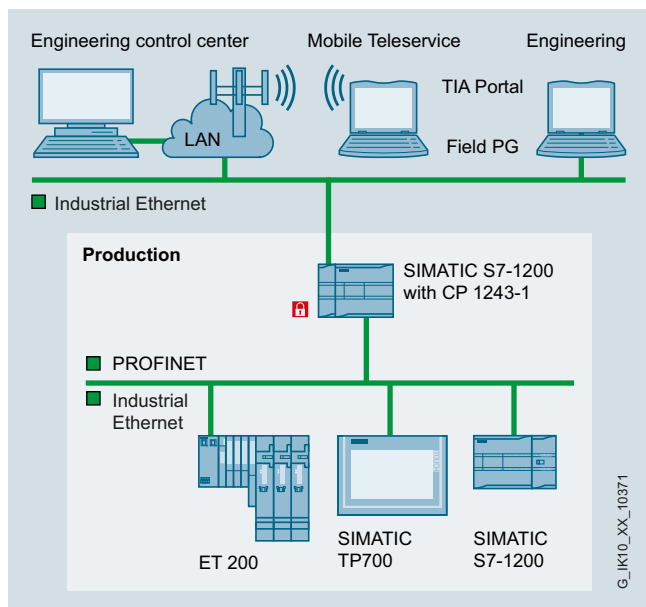 Engineering control center
Mobile Teleservice
Engineering
TIA Portal
LAN
Field PG
Industrial Ethernet
Production
SIMATIC S7-1200
with CP 1243-1
PROFINET
Industrial
Ethernet
ET 200
SIMATIC
TP700
SIMATIC
S7-1200
G_IK10_XX_10371